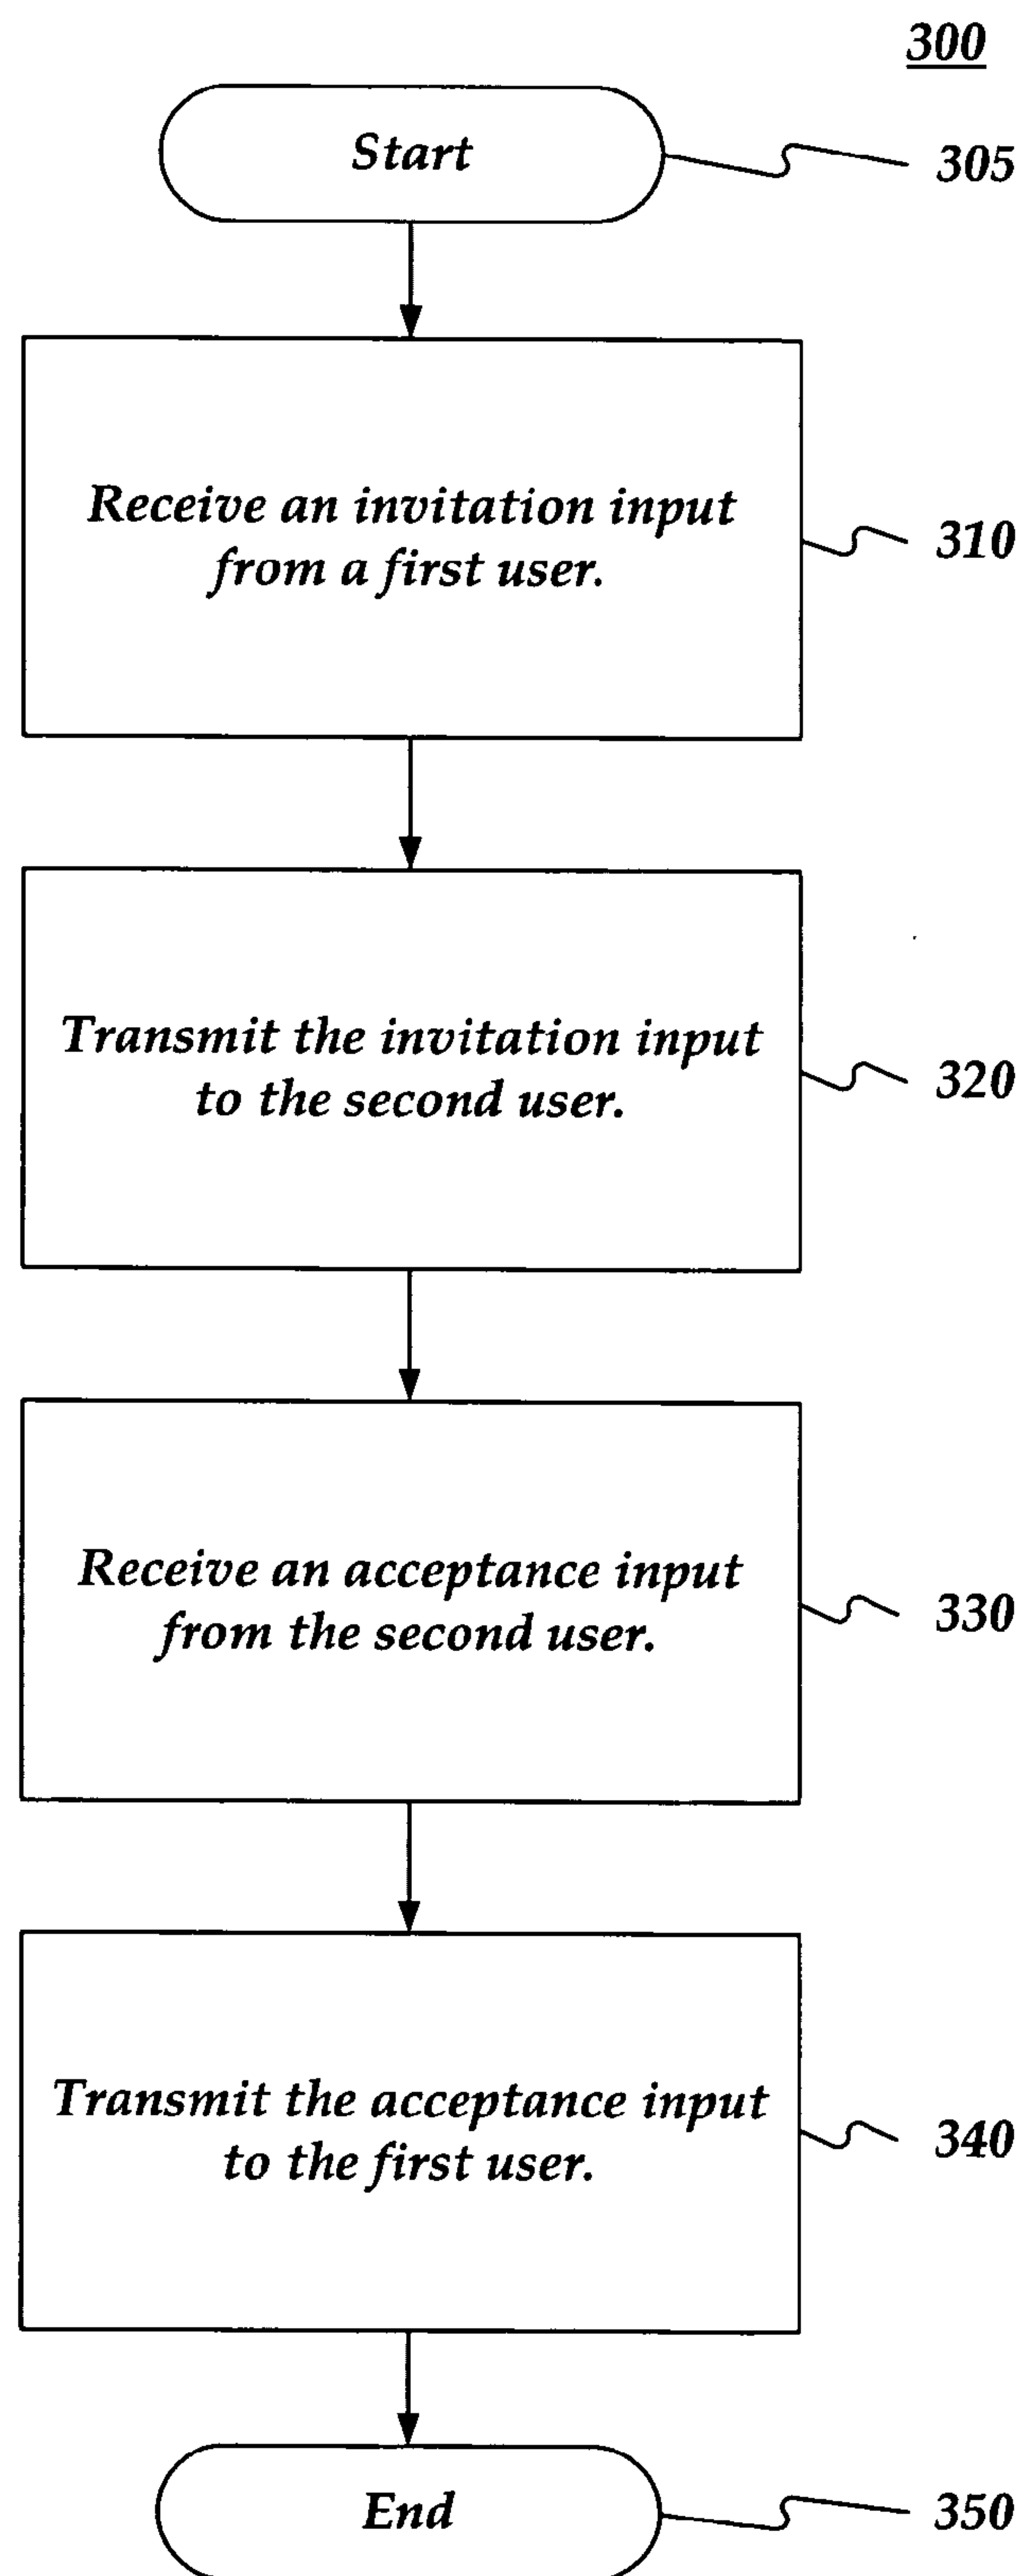 300
Start
305
Receive an invitation input
from a first user.
310
Transmit the invitation input
to the second user.
320
Receive an acceptance input
from the second user.
330
Transmit the acceptance input
to the first user.
340
End
350